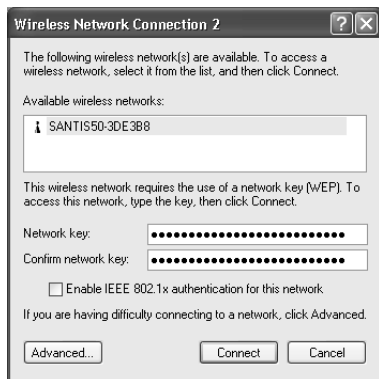 Wireless Network Connection 2
The following wireless network(s) are available. To access a
wireless network, select it from the list, and then click Connect.
Available wireless networks:
SANTIS50-3DE3B8
This wireless network requires the use of a network key (WEP). To
access this network, type the key, then click Connect.
Network key: ••••••••••••••••••••••••••
Confirm network key: ••••••••••••••••••••••••••
Enable IEEE 802.1x authentication for this network
If you are having difficulty connecting to a network, click Advanced.
Advanced... Connect Cancel